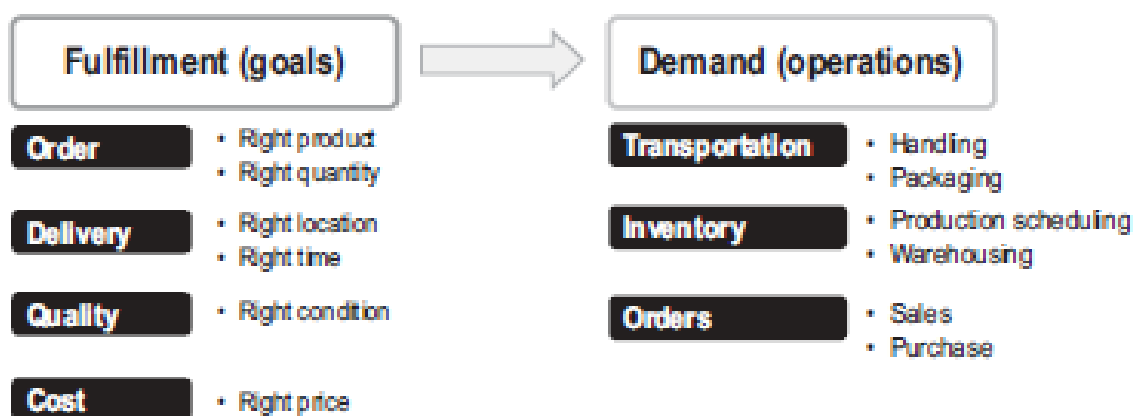 Fulfillment (goals)
Demand (operations)
Order
• Right product
• Right quantity
Delivery
• Right location
• Right time
Quality
• Right condition
Cost
• Right price
Transportation
• Handling
• Packaging
Inventory
• Production scheduling
• Warehousing
Orders
• Sales
• Purchase